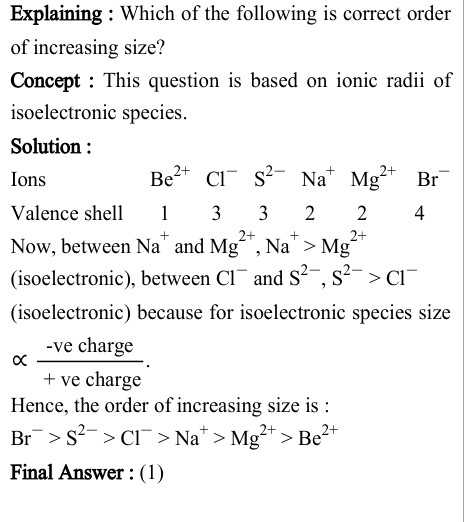 Explaining : Which of the following is correct order
of increasing size?
Concept : This question is based on ionic radii of
isoelectronic species.
Solution :
Ions Be²⁺ Cl⁻ S²⁻ Na⁺ Mg²⁺ Br⁻
Valence shell 1 3 3 2 2 4
Now, between Na⁺ and Mg²⁺, Na⁺ > Mg²⁺
(isoelectronic), between Cl⁻ and S²⁻, S²⁻ > Cl⁻
(isoelectronic) because for isoelectronic species size
∝ -ve charge / + ve charge.
Hence, the order of increasing size is :
Br⁻ > S²⁻ > Cl⁻ > Na⁺ > Mg²⁺ > Be²⁺
Final Answer : (1)